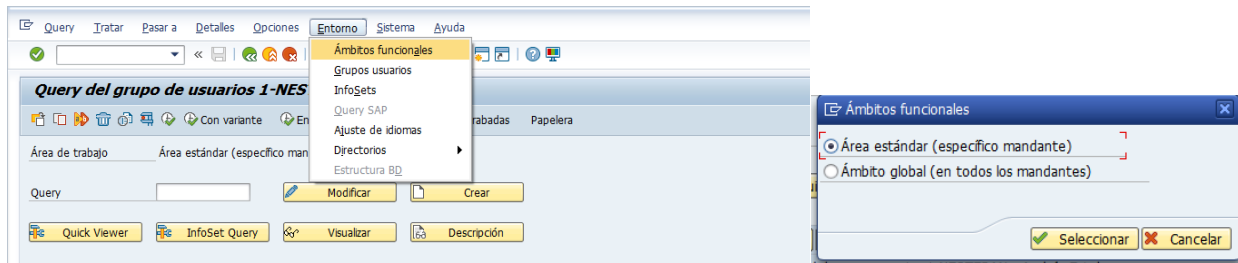 Query Tratar Pasar a Detalles Opciones Entorno Sistema Ayuda
Ámbitos funcionales
Grupos usuarios
InfoSets
Query SAP
Ajuste de idiomas
Directorios
Estructura BD
Query del grupo de usuarios 1-NES
Con variante En rabadas Papelera
Área de trabajo Área estándar (específico man
Query Modificar Crear
Quick Viewer InfoSet Query Visualizar Descripción
Ámbitos funcionales
Área estándar (específico mandante)
Ámbito global (en todos los mandantes)
Seleccionar Cancelar